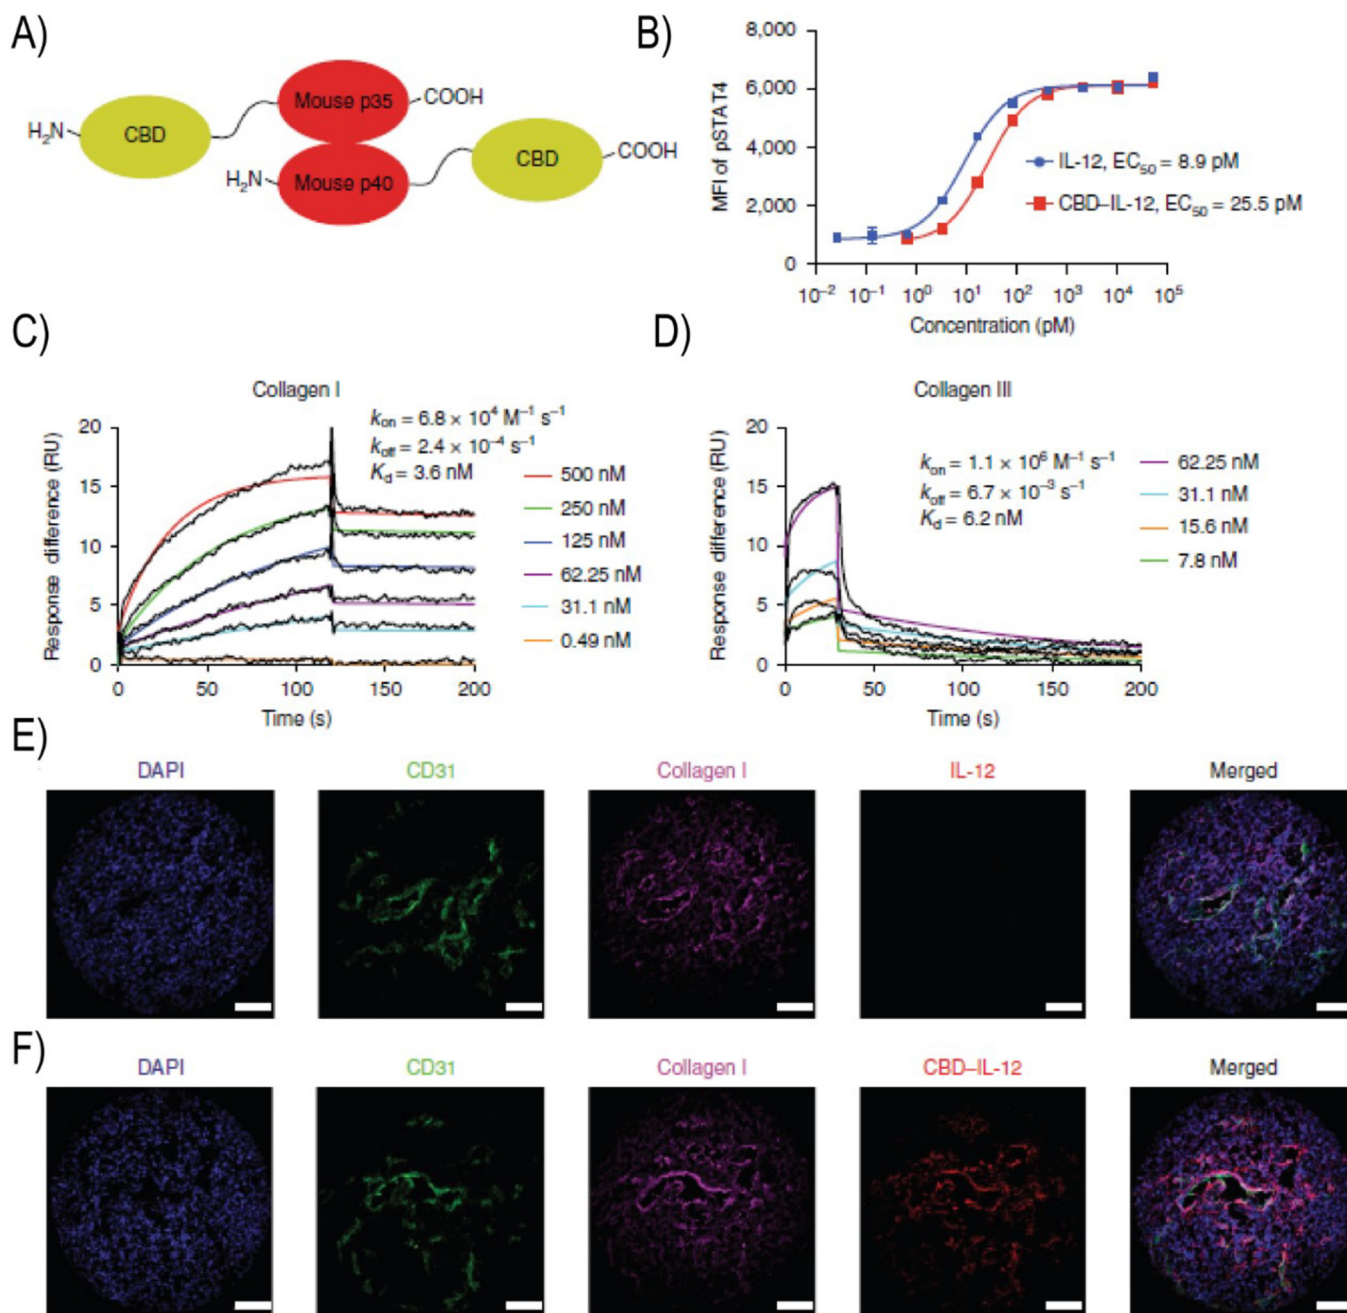 A)
H₂N
CBD
Mouse p35
COOH
H₂N
Mouse p40
CBD
COOH
B)
8,000
6,000
4,000
2,000
0
MFI of pSTAT4
IL-12, EC₅₀ = 8.9 pM
CBD–IL-12, EC₅₀ = 25.5 pM
10⁻² 10⁻¹ 10⁰ 10¹ 10² 10³ 10⁴ 10⁵
Concentration (pM)
C)
Collagen I
kon = 6.8 × 10⁴ M⁻¹ s⁻¹
koff = 2.4 × 10⁻⁴ s⁻¹
Kd = 3.6 nM
20
15
10
5
0
Response difference (RU)
500 nM
250 nM
125 nM
62.25 nM
31.1 nM
0.49 nM
0 50 100 150 200
Time (s)
D)
Collagen III
kon = 1.1 × 10⁶ M⁻¹ s⁻¹
koff = 6.7 × 10⁻³ s⁻¹
Kd = 6.2 nM
20
15
10
5
0
Response difference (RU)
62.25 nM
31.1 nM
15.6 nM
7.8 nM
0 50 100 150 200
Time (s)
E)
DAPI CD31 Collagen I IL-12 Merged
F)
DAPI CD31 Collagen I CBD–IL-12 Merged